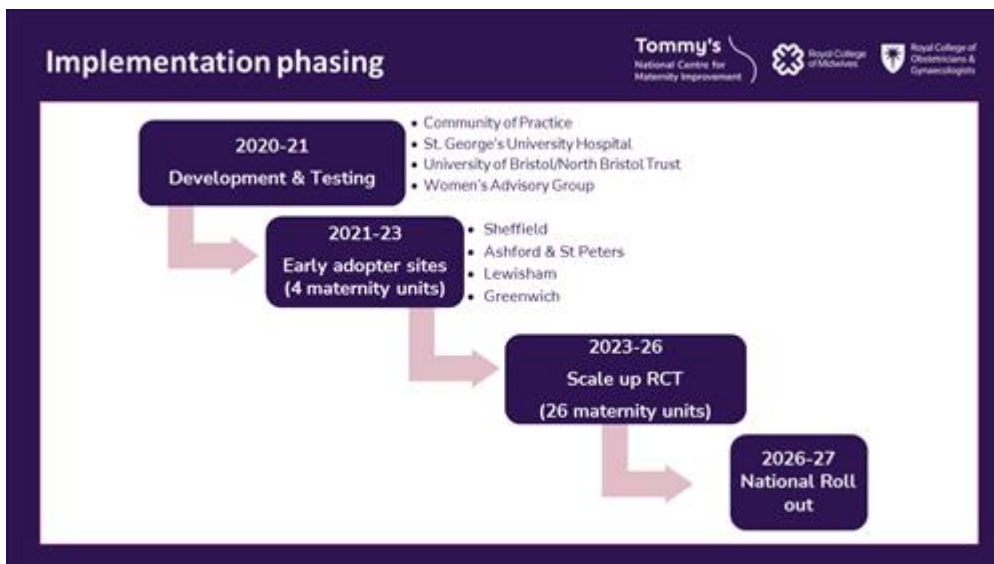 Implementation phasing
Tommy's
National Centre for
Maternity Improvement
Royal College
of Midwives
Royal College of
Obstetricians &
Gynaecologists
2020-21
Development & Testing
• Community of Practice
• St. George's University Hospital
• University of Bristol/North Bristol Trust
• Women's Advisory Group
2021-23
Early adopter sites
(4 maternity units)
• Sheffield
• Ashford & St Peters
• Lewisham
• Greenwich
2023-26
Scale up RCT
(26 maternity units)
2026-27
National Roll
out